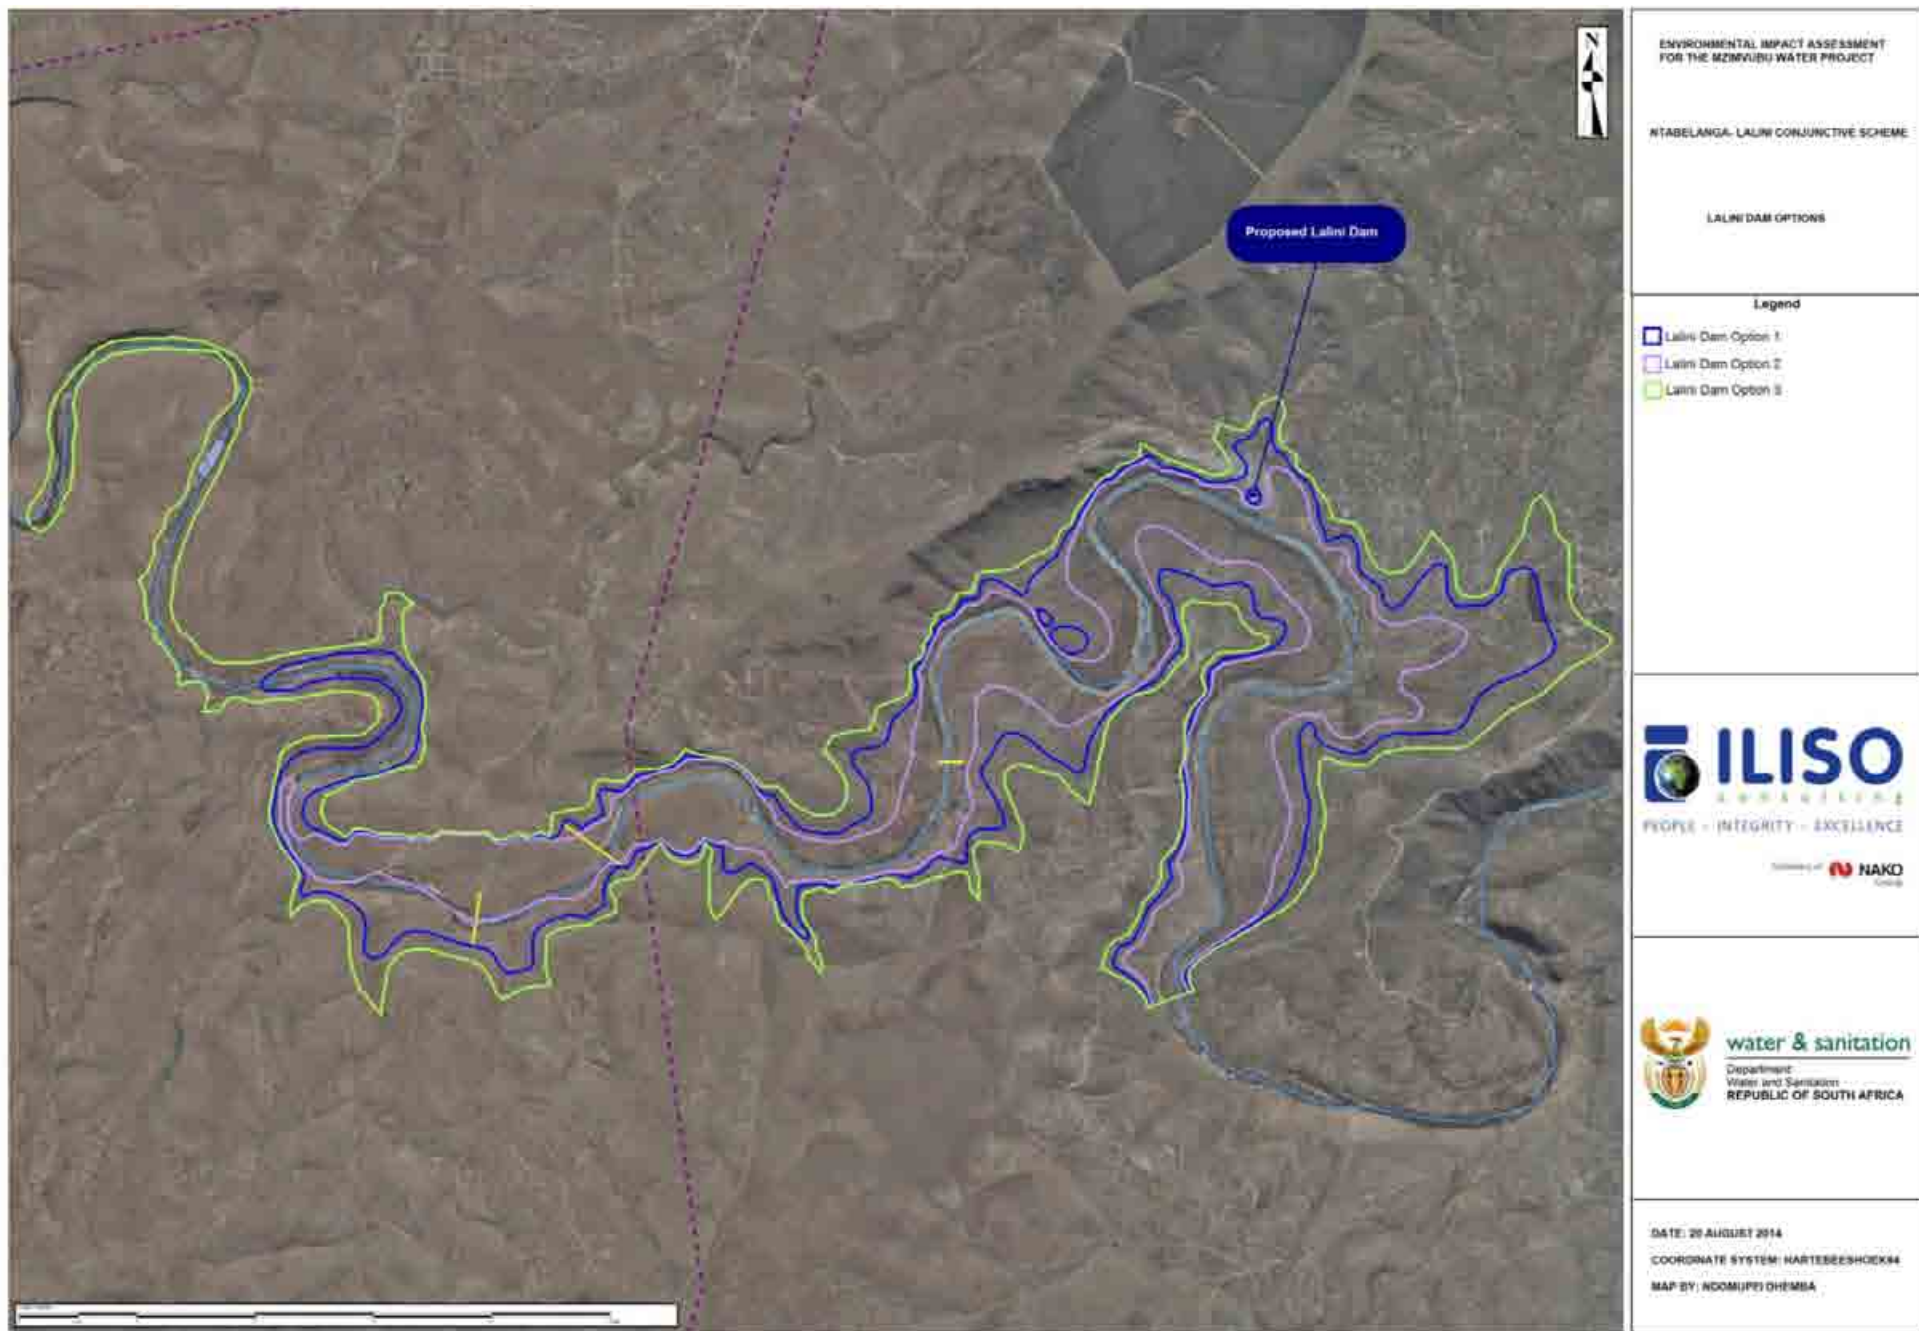 N
Proposed Lalini Dam
ENVIRONMENTAL IMPACT ASSESSMENT
FOR THE MZIMVUBU WATER PROJECT
NTABELANGA- LALINI CONJUNCTIVE SCHEME
LALINI DAM OPTIONS
Legend
Lalini Dam Option 1
Lalini Dam Option 2
Lalini Dam Option 3
ILISO
consulting
PEOPLE - INTEGRITY - EXCELLENCE
NAKO
water & sanitation
Department:
Water and Sanitation
REPUBLIC OF SOUTH AFRICA
DATE: 20 AUGUST 2014
COORDINATE SYSTEM: HARTEBEESHOEK94
MAP BY: NDOMUPEI DHEMBA